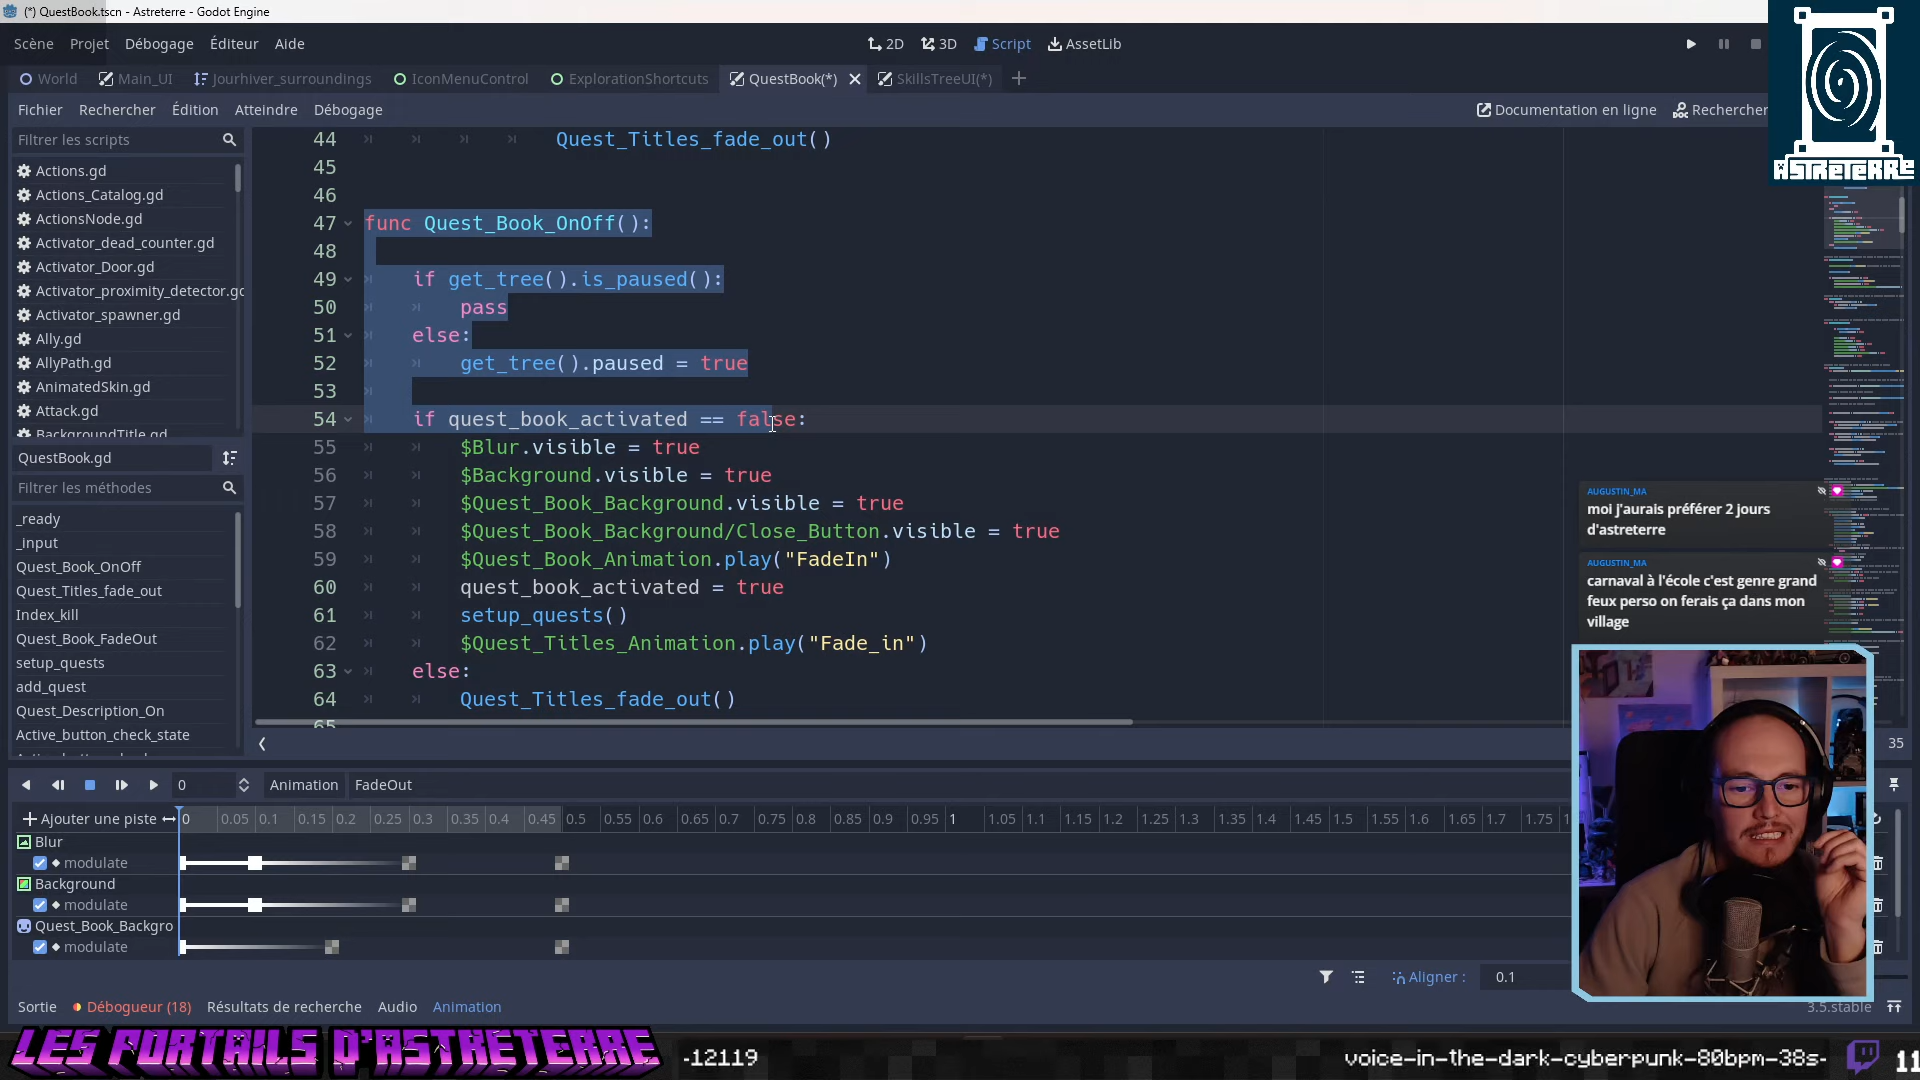 (*) QuestBook.tscn - Astreterre - Godot Engine
Scène Projet Débogage Éditeur Aide
2D 3D Script AssetLib
World Main_UI Jourhiver_surroundings IconMenuControl ExplorationShortcuts QuestBook(*) SkillsTreeUI(*)
Fichier Rechercher Édition Atteindre Débogage
Documentation en ligne Rechercher
ASTRETERRE
Filtrer les scripts
Actions.gd
Actions_Catalog.gd
ActionsNode.gd
Activator_dead_counter.gd
Activator_Door.gd
Activator_proximity_detector.gd
Activator_spawner.gd
Ally.gd
AllyPath.gd
AnimatedSkin.gd
Attack.gd
BackgroundTitle.gd
QuestBook.gd
Filtrer les méthodes
_ready
_input
Quest_Book_OnOff
Quest_Titles_fade_out
Index_kill
Quest_Book_FadeOut
setup_quests
add_quest
Quest_Description_On
Active_button_check_state
44 Quest_Titles_fade_out()
45
46
47 func Quest_Book_OnOff():
48
49 if get_tree().is_paused():
50 pass
51 else:
52 get_tree().paused = true
53
54 if quest_book_activated == false:
55 $Blur.visible = true
56 $Background.visible = true
57 $Quest_Book_Background.visible = true
58 $Quest_Book_Background/Close_Button.visible = true
59 $Quest_Book_Animation.play("FadeIn")
60 quest_book_activated = true
61 setup_quests()
62 $Quest_Titles_Animation.play("Fade_in")
63 else:
64 Quest_Titles_fade_out()
65
AUGUSTIN_MA
moi j'aurais préférer 2 jours
d'astreterre
AUGUSTIN_MA
carnaval à l'école c'est genre grand
feux perso on ferais ça dans mon
village
35
0 Animation FadeOut
Ajouter une piste 0 0.05 0.1 0.15 0.2 0.25 0.3 0.35 0.4 0.45 0.5 0.55 0.6 0.65 0.7 0.75 0.8 0.85 0.9 0.95 1 1.05 1.1 1.15 1.2 1.25 1.3 1.35 1.4 1.45 1.5 1.55 1.6 1.65 1.7 1.75
Blur
modulate
Background
modulate
Quest_Book_Backgro
modulate
Aligner : 0.1
Sortie Débogueur (18) Résultats de recherche Audio Animation
3.5.stable
LES PORTAILS D'ASTRETERRE
-12119
voice-in-the-dark-cyberpunk-80bpm-38s-
11